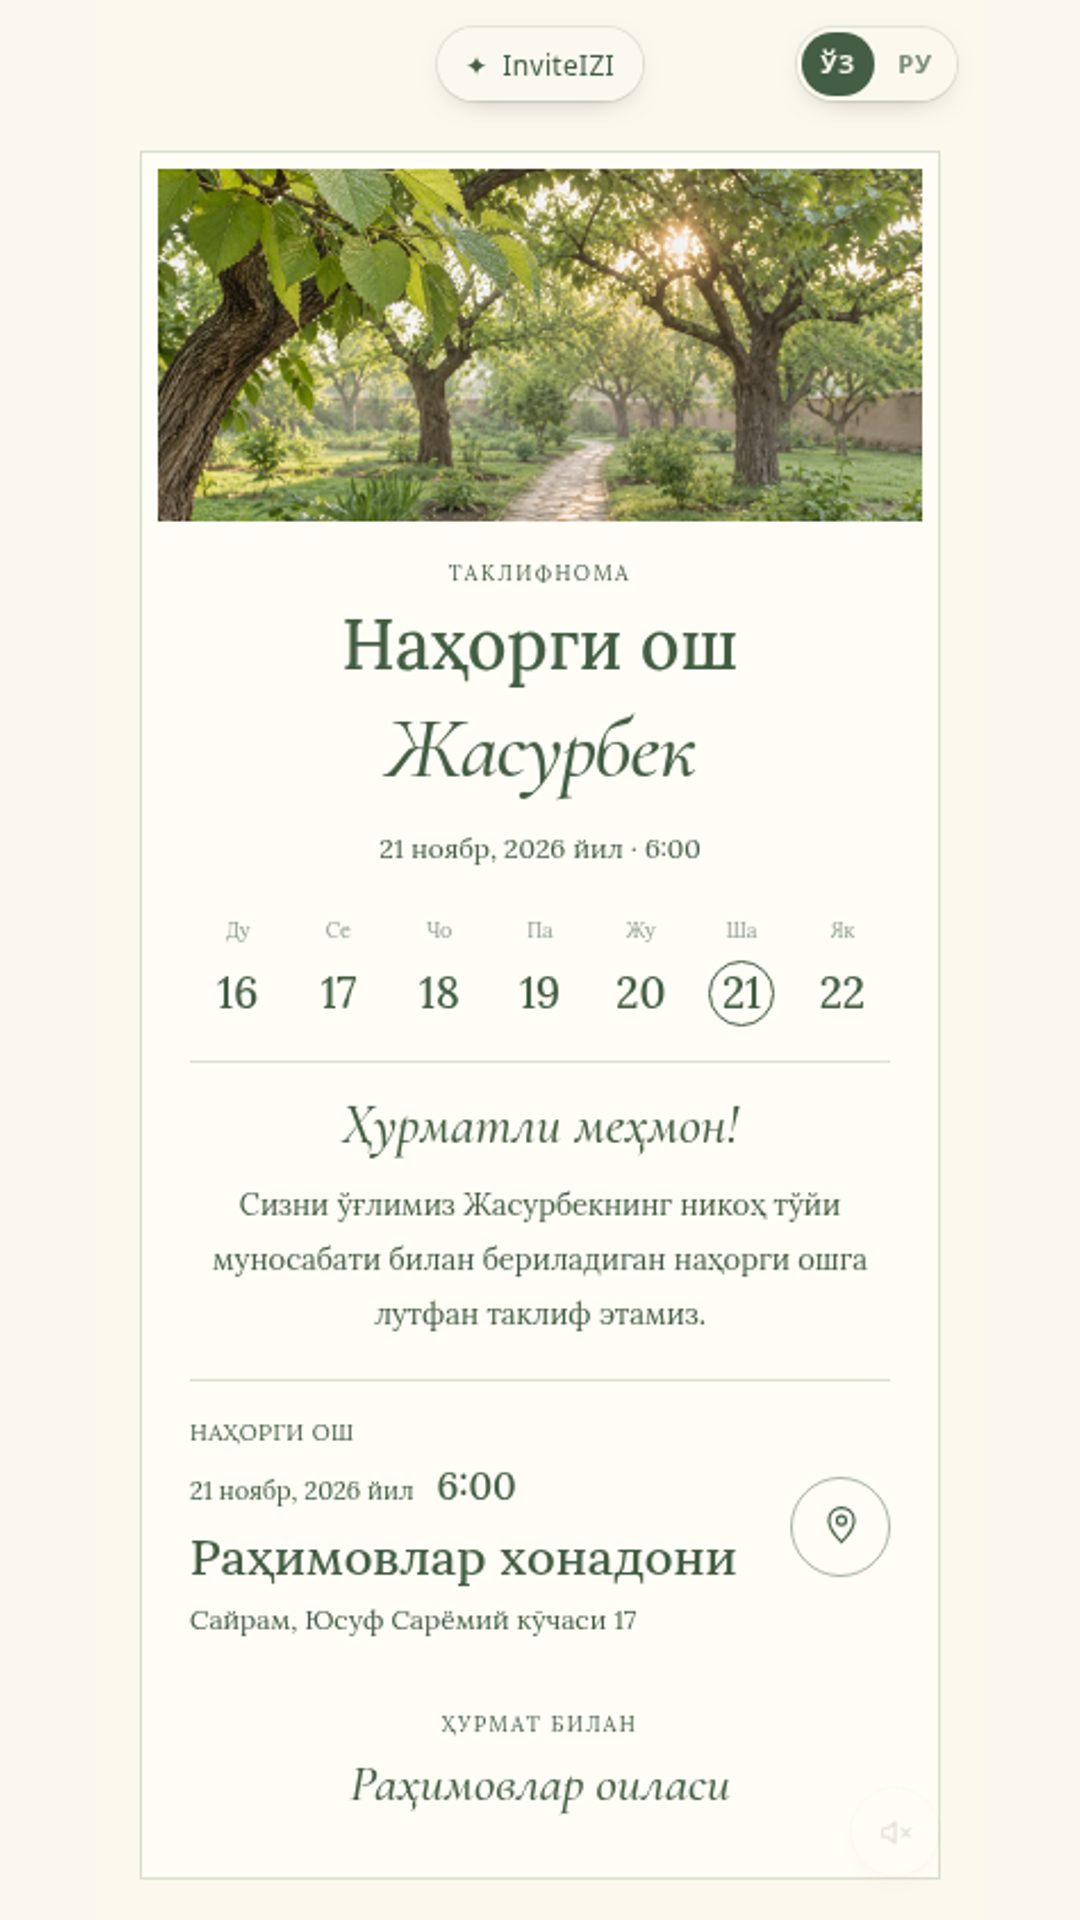 InviteIZI
ЎЗ РУ
ТАКЛИФНОМА
Наҳорги ош
Жасурбек
21 ноябр, 2026 йил · 6:00
Ду Се Чо Па Жу Ша Як
16 17 18 19 20 21 22
Ҳурматли меҳмон!
Сизни ўғлимиз Жасурбекнинг никоҳ тўйи
муносабати билан бериладиган наҳорги ошга
лутфан таклиф этамиз.
НАҲОРГИ ОШ
21 ноябр, 2026 йил 6:00
Раҳимовлар хонадони
Сайрам, Юсуф Сарёмий кўчаси 17
ҲУРМАТ БИЛАН
Раҳимовлар оиласи